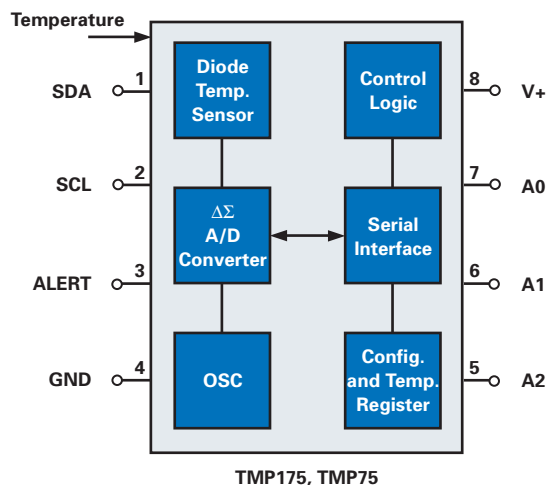 Temperature
1
SDA
Diode
Temp.
Sensor
Control
Logic
8
V+
2
SCL
ΔΣ
A/D
Converter
Serial
Interface
7
A0
3
ALERT
6
A1
4
GND
OSC
Config.
and Temp.
Register
5
A2
TMP175, TMP75